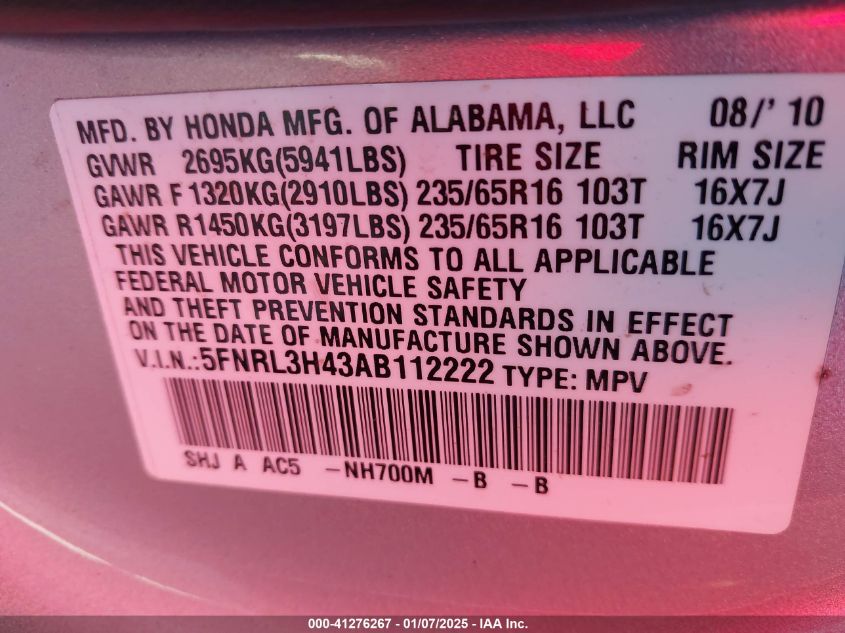 MFD. BY HONDA MFG. OF ALABAMA, LLC 08/' 10
GVWR 2695KG(5941LBS) TIRE SIZE RIM SIZE
GAWR F 1320KG(2910LBS) 235/65R16 103T 16X7J
GAWR R1450KG(3197LBS) 235/65R16 103T 16X7J
THIS VEHICLE CONFORMS TO ALL APPLICABLE
FEDERAL MOTOR VEHICLE SAFETY
AND THEFT PREVENTION STANDARDS IN EFFECT
ON THE DATE OF MANUFACTURE SHOWN ABOVE.
V.I.N.:5FNRL3H43AB112222 TYPE: MPV
SHJ A AC5 -NH700M -B -B
000-41276267 - 01/07/2025 - IAA Inc.